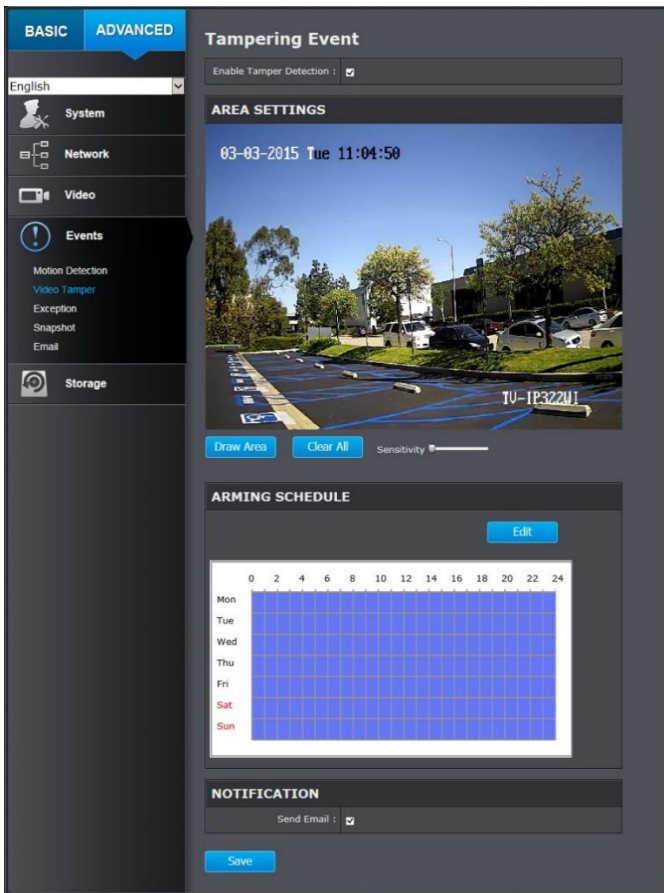 BASIC
ADVANCED
English
System
Network
Video
Events
Motion Detection
Video Tamper
Exception
Snapshot
Email
Storage
Tampering Event
Enable Tamper Detection :
AREA SETTINGS
03-03-2015 Tue 11:04:50
TV-IP322WI
Draw Area
Clear All
Sensitivity
ARMING SCHEDULE
Edit
0 2 4 6 8 10 12 14 16 18 20 22 24
Mon
Tue
Wed
Thu
Fri
Sat
Sun
NOTIFICATION
Send Email :
Save